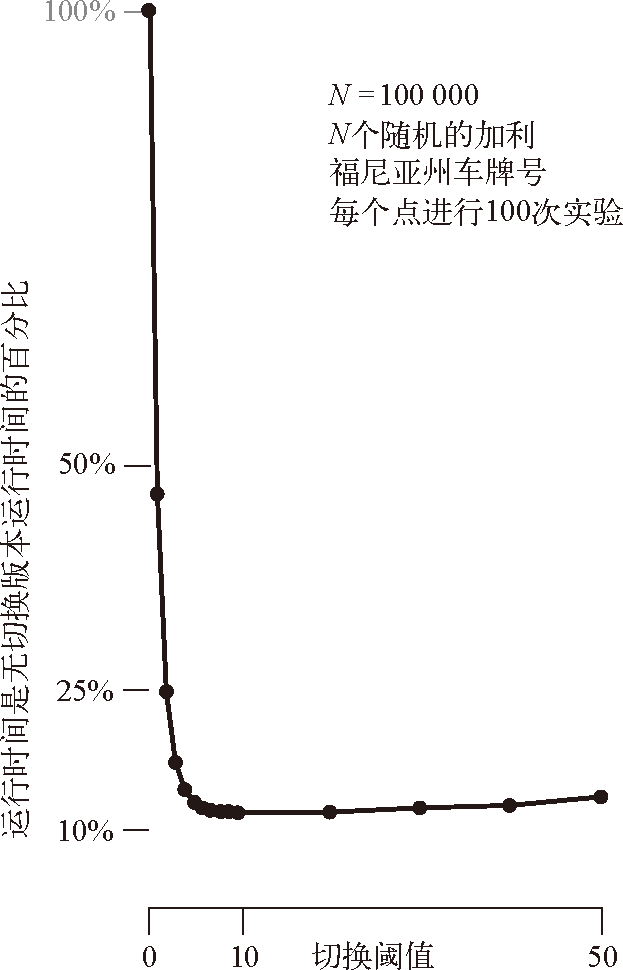 100%
N = 100 000
N个随机的加利
福尼亚州车牌号
每个点进行100次实验
运行时间是无切换版本运行时间的百分比
50%
25%
10%
0
10
切换阈值
50